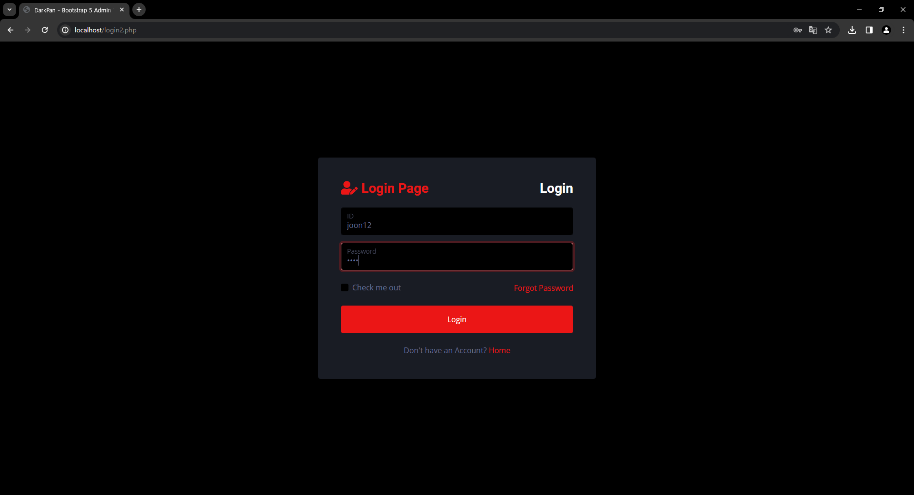 DarkPan - Bootstrap 5 Admin
localhost/login2.php
Login Page
Login
ID
joon12
Password
••••
Check me out
Forgot Password
Login
Don't have an Account? Home